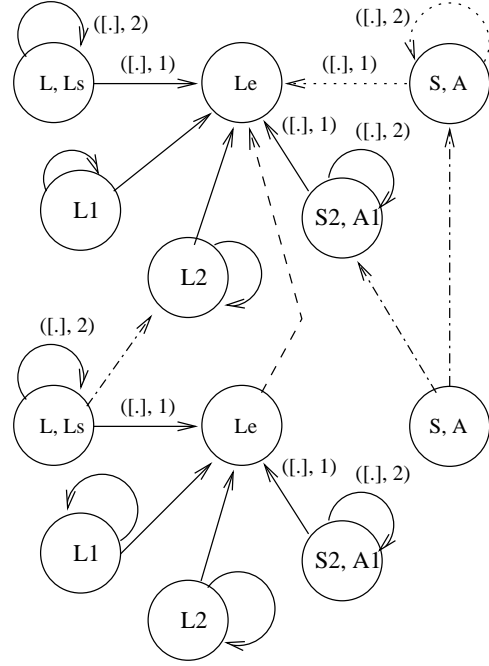 ([.], 2)
([.], 2)
([.], 1)
([.], 1)
L, Ls
Le
S, A
([.], 1)
([.], 2)
L1
S2, A1
L2
([.], 2)
([.], 1)
L, Ls
Le
S, A
([.], 1)
([.], 2)
L1
S2, A1
L2